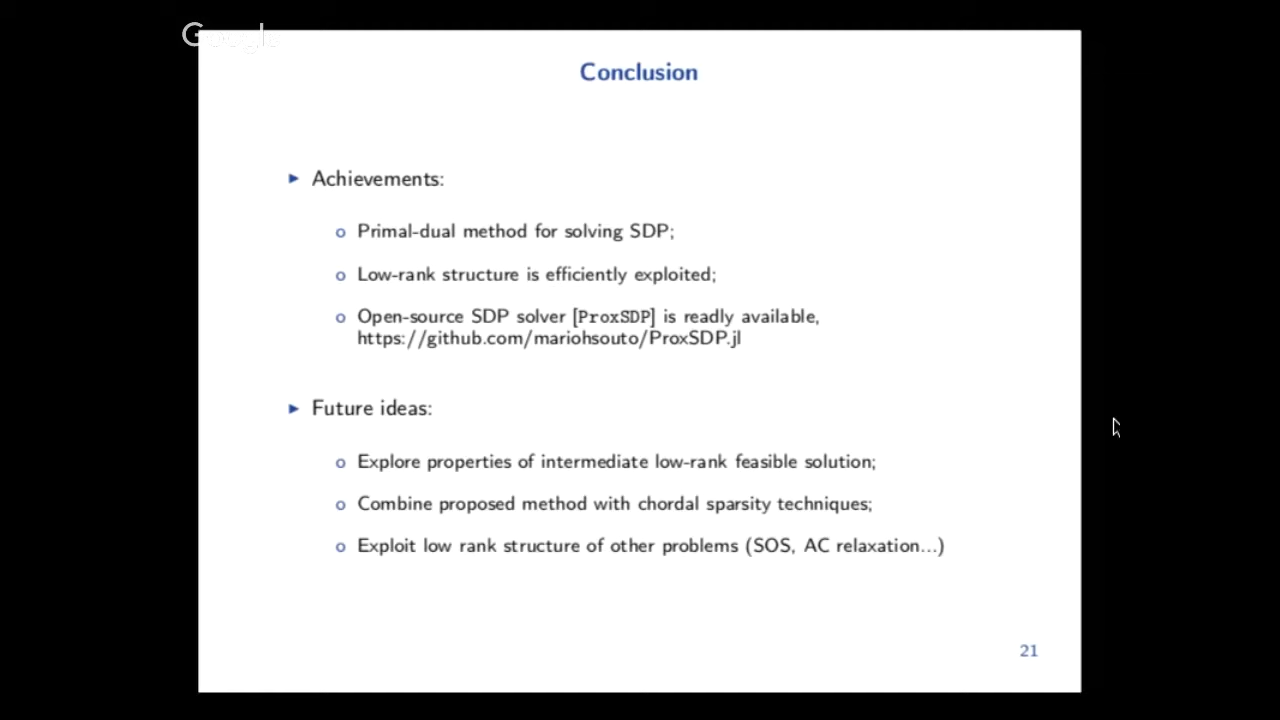 Google
Conclusion
Achievements:
Primal-dual method for solving SDP;
Low-rank structure is efficiently exploited;
Open-source SDP solver [ProxSDP] is readly available,
https://github.com/mariohsouto/ProxSDP.jl
Future ideas:
Explore properties of intermediate low-rank feasible solution;
Combine proposed method with chordal sparsity techniques;
Exploit low rank structure of other problems (SOS, AC relaxation...)
21